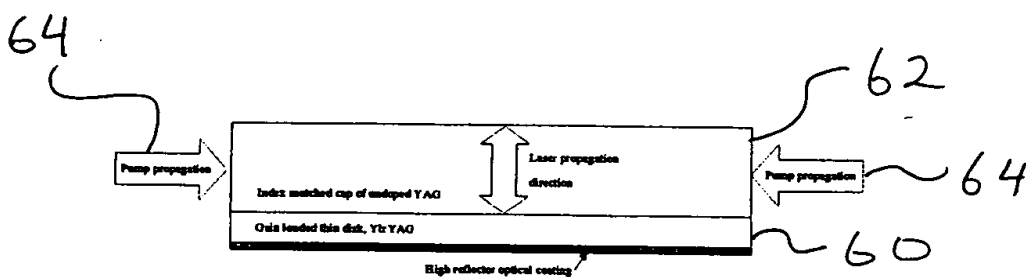 64
62
Pump propagation
Laser propagation
direction
Pump propagation
64
Index matched cap of undoped YAG
Gain loaded thin disk, Yb:YAG
60
High reflector optical coating